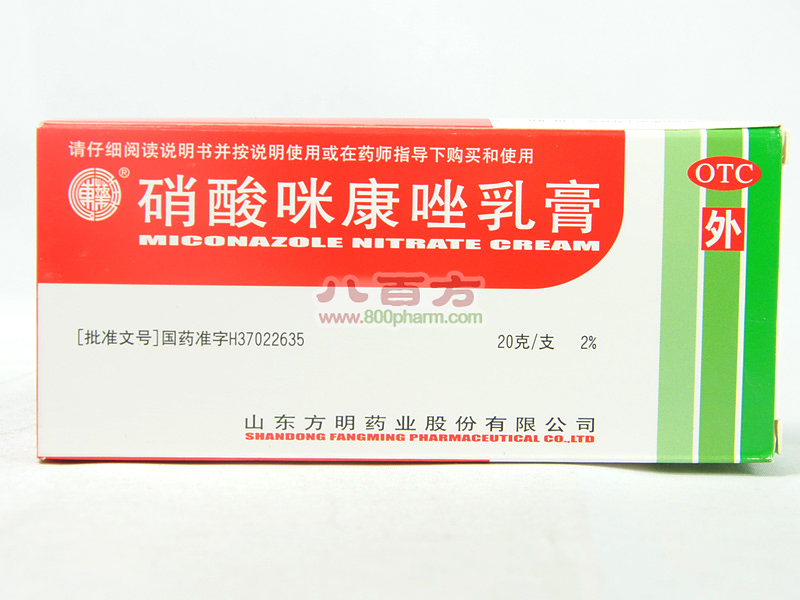 请仔细阅读说明书并按说明使用或在药师指导下购买和使用
®
硝酸咪康唑乳膏
MICONAZOLE NITRATE CREAM
OTC
外
八百方
www.800pharm.com
[批准文号]国药准字H37022635
20克/支 2%
山东方明药业股份有限公司
SHANDONG FANGMING PHARMACEUTICAL CO.,LTD